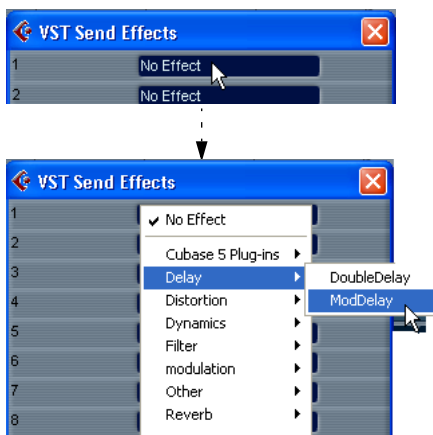 VST Send Effects
1 No Effect
2 No Effect
VST Send Effects
1
✓ No Effect
2
Cubase 5 Plug-ins
3
Delay
DoubleDelay
4
Distortion
ModDelay
5
Dynamics
Filter
6
modulation
7
Other
8
Reverb